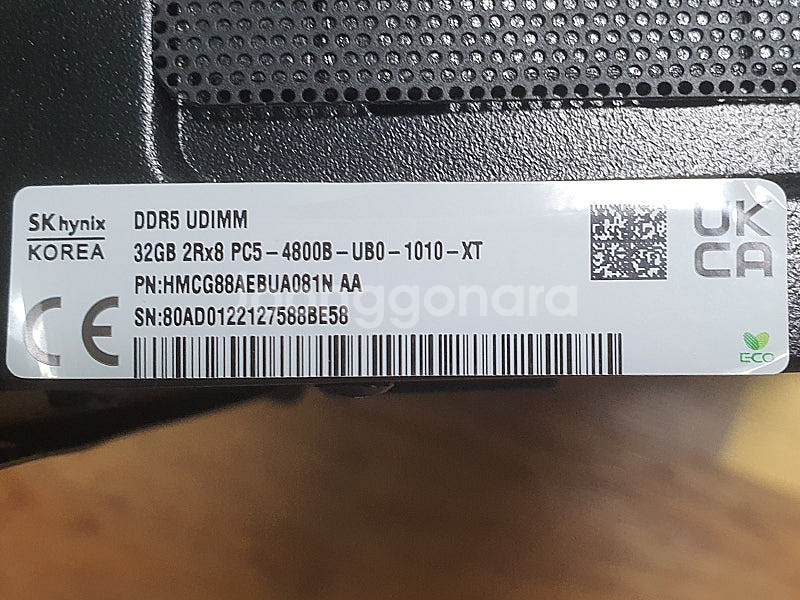 SK hynix
KOREA
DDR5 UDIMM
32GB 2Rx8 PC5-4800B-UB0-1010-XT
PN:HMCG88AEBUA081N AA
SN:80AD0122127588BE58
CE
UK
CA
ECO
joonggonara